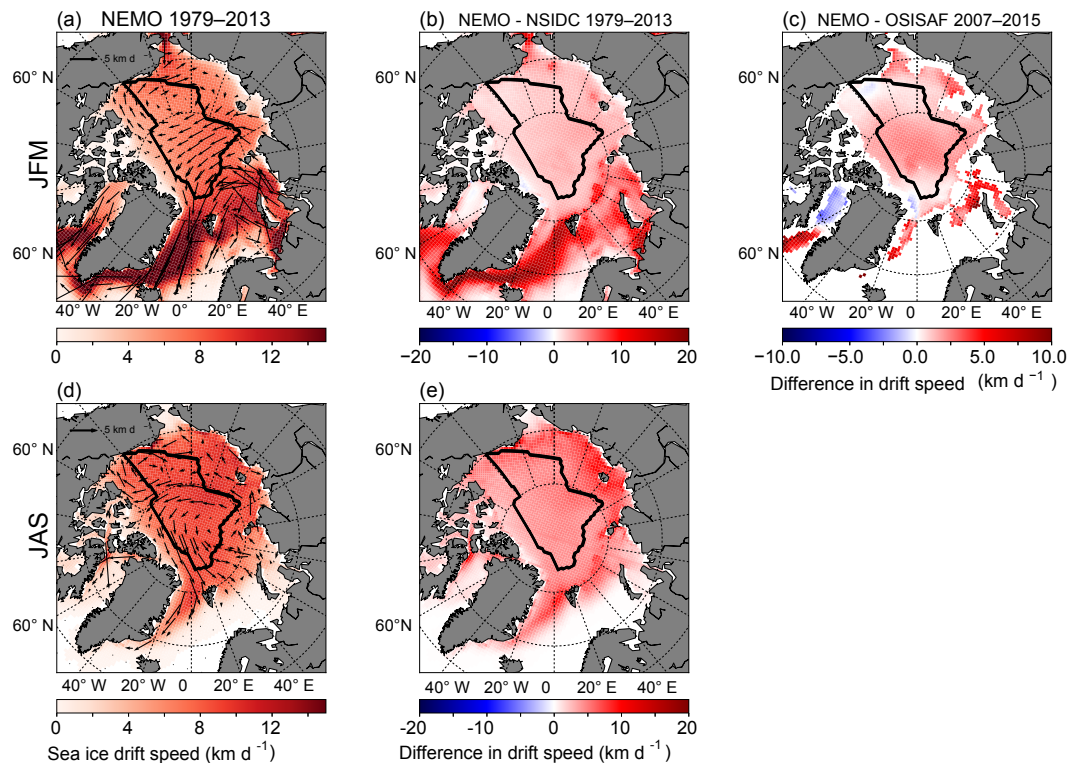 (a) NEMO 1979–2013
(b) NEMO - NSIDC 1979–2013
(c) NEMO - OSISAF 2007–2015
JFM
60° N
5 km d
60° N
60° N
60° N
60° N
60° N
40° W 20° W 0 20° E 40° E
40° W 20° W 0 20° E 40° E
40° W 20° W 0 20° E 40° E
0 4 8 12
−20 −10 0 10 20
−10.0 −5.0 0.0 5.0 10.0
Difference in drift speed (km d −1)
(d)
(e)
JAS
60° N
5 km d
60° N
60° N
60° N
40° W 20° W 0 20° E 40° E
40° W 20° W 0 20° E 40° E
0 4 8 12
-20 -10 0 10 20
Sea ice drift speed (km d −1)
Difference in drift speed (km d −1)